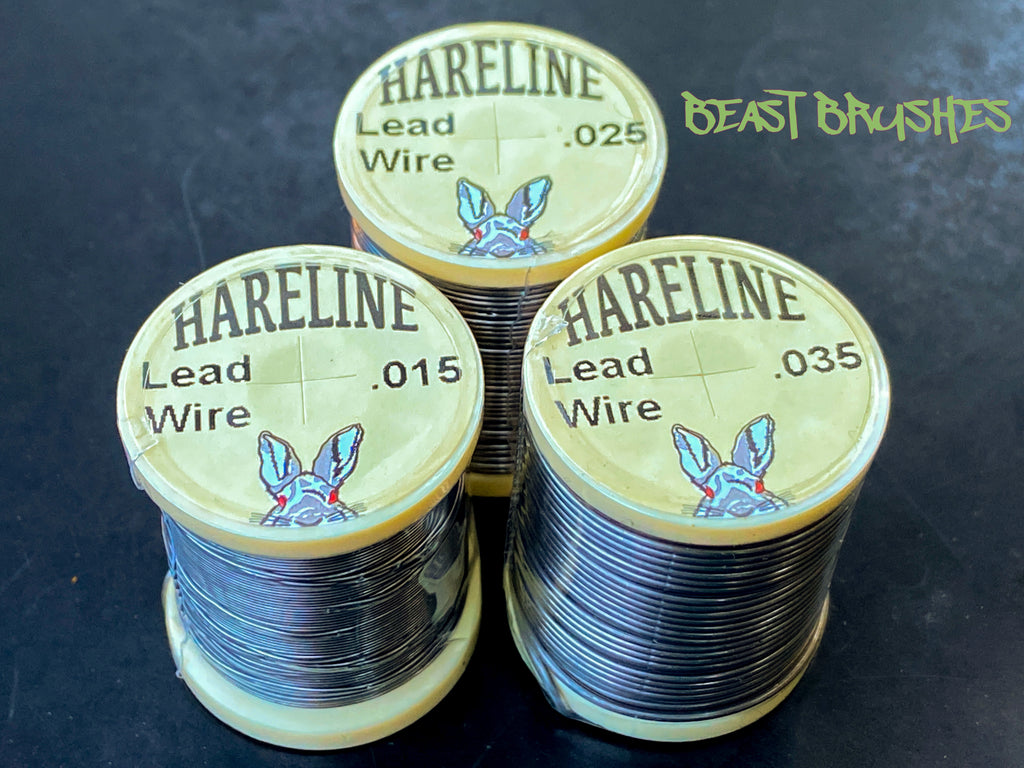 HARELINE
Lead
Wire
.025
BEAST BRUSHES
HARELINE
Lead
Wire
.015
HARELINE
Lead
Wire
.035